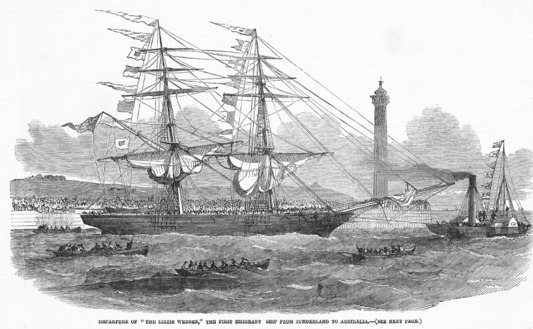 DEPARTURE OF "THE LIZZIE WEBBER," THE FIRST EMIGRANT SHIP FROM SUNDERLAND TO AUSTRALIA.—(SEE NEXT PAGE.)